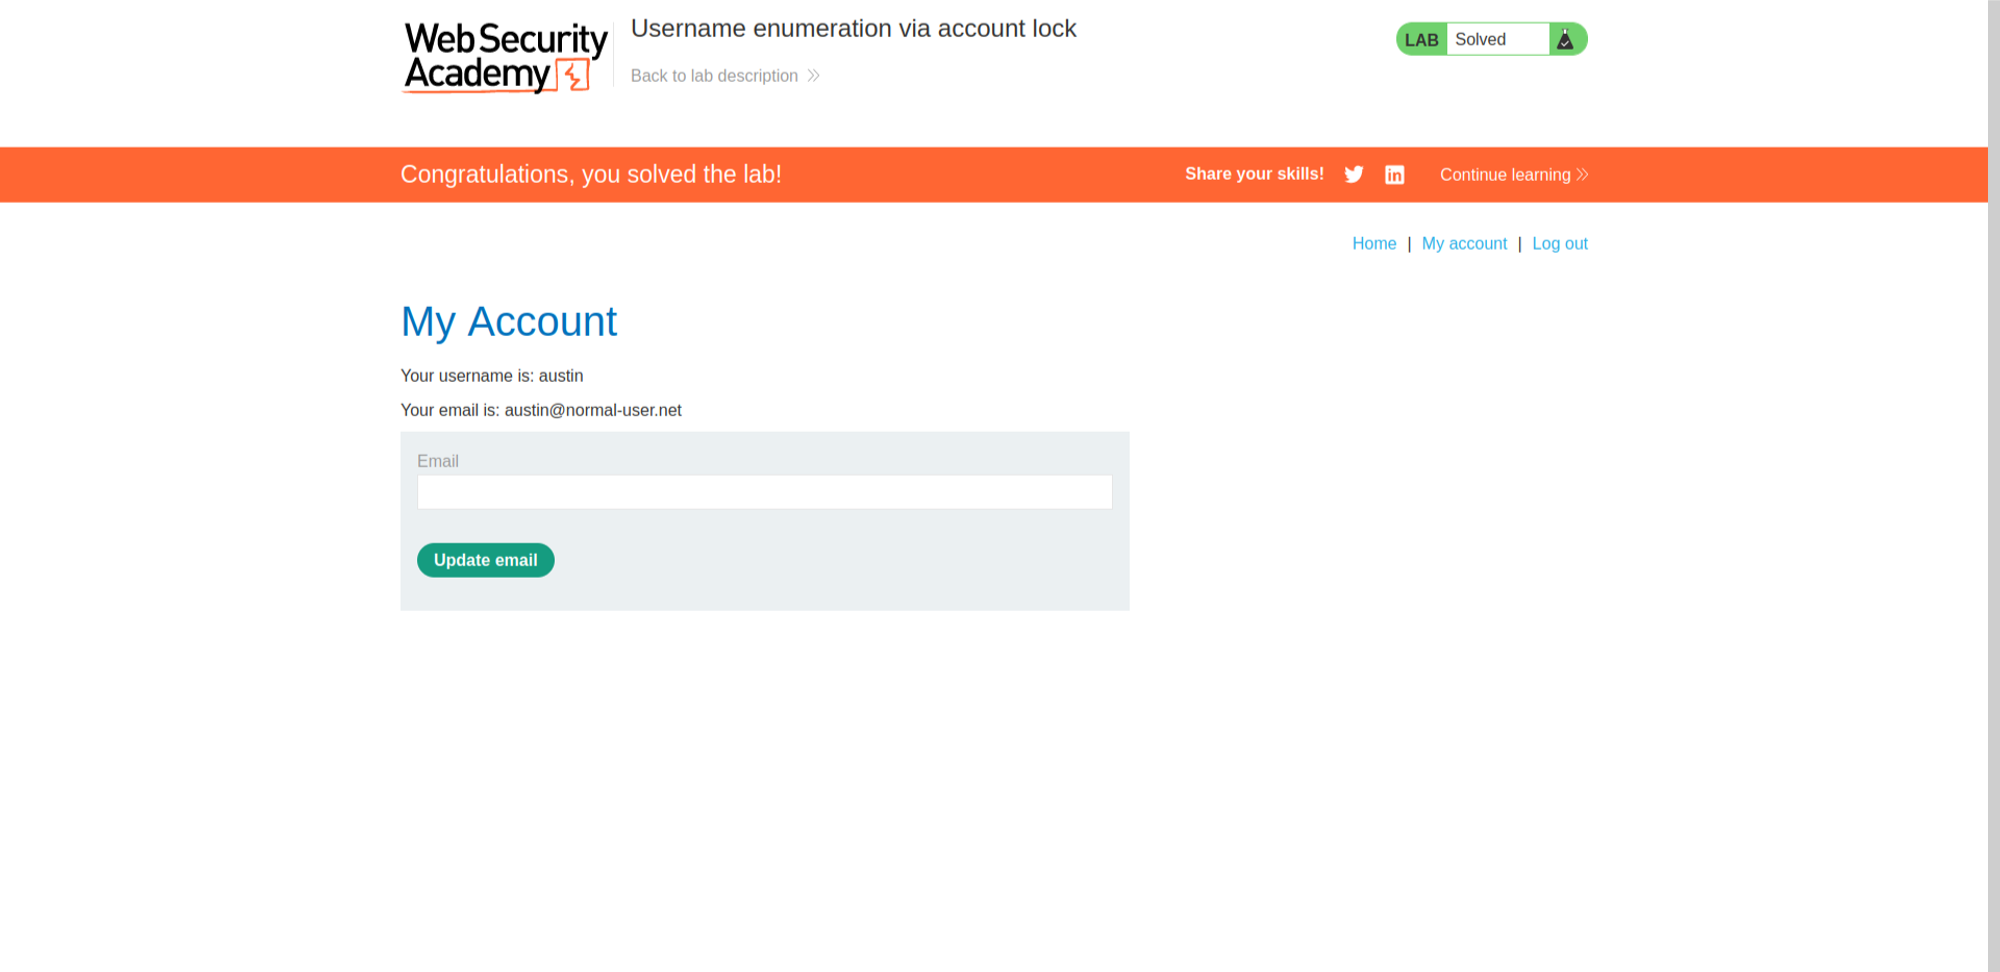 Web Security
Academy
Username enumeration via account lock
Back to lab description
LAB Solved
Congratulations, you solved the lab!
Share your skills!
Continue learning
Home | My account | Log out
My Account
Your username is: austin
Your email is: austin@normal-user.net
Email
Update email